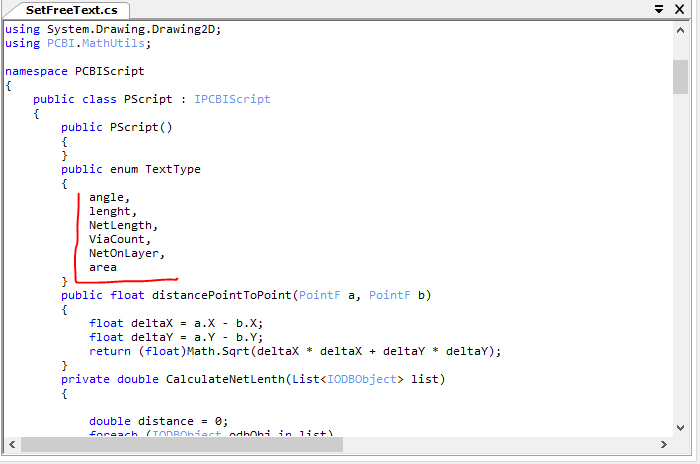 SetFreeText.cs
using System.Drawing.Drawing2D;
using PCBI.MathUtils;
namespace PCBIScript
{
public class PScript : IPCBIScript
{
public PScript()
{
}
public enum TextType
{
angle,
lenght,
NetLength,
ViaCount,
NetOnLayer,
area
}
public float distancePointToPoint(PointF a, PointF b)
{
float deltaX = a.X - b.X;
float deltaY = a.Y - b.Y;
return (float)Math.Sqrt(deltaX * deltaX + deltaY * deltaY);
}
private double CalculateNetLenth(List<IODBObject> list)
{
double distance = 0;
foreach (IODBObject odbObj in list)